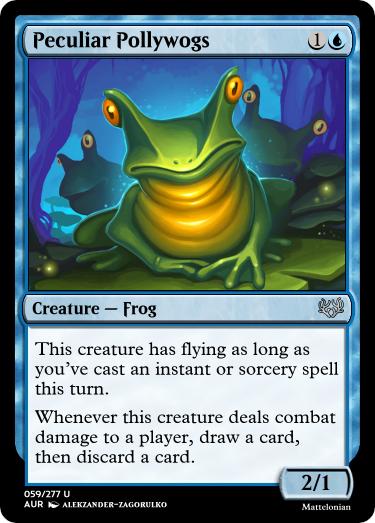 Peculiar Pollywogs 1
Creature — Frog
This creature has flying as long as
you've cast an instant or sorcery spell
this turn.
Whenever this creature deals combat
damage to a player, draw a card,
then discard a card.
2/1
059/277 U
AUR ALEKZANDER-ZAGORULKO
Mattelonian